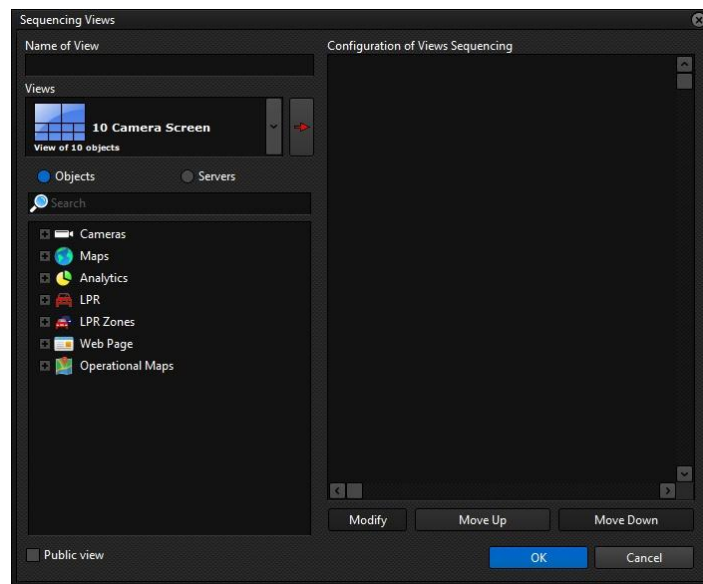 Sequencing Views
Name of View
Views
10 Camera Screen
View of 10 objects
Objects
Servers
Search
Cameras
Maps
Analytics
LPR
LPR Zones
Web Page
Operational Maps
Public view
Configuration of Views Sequencing
Modify
Move Up
Move Down
OK
Cancel